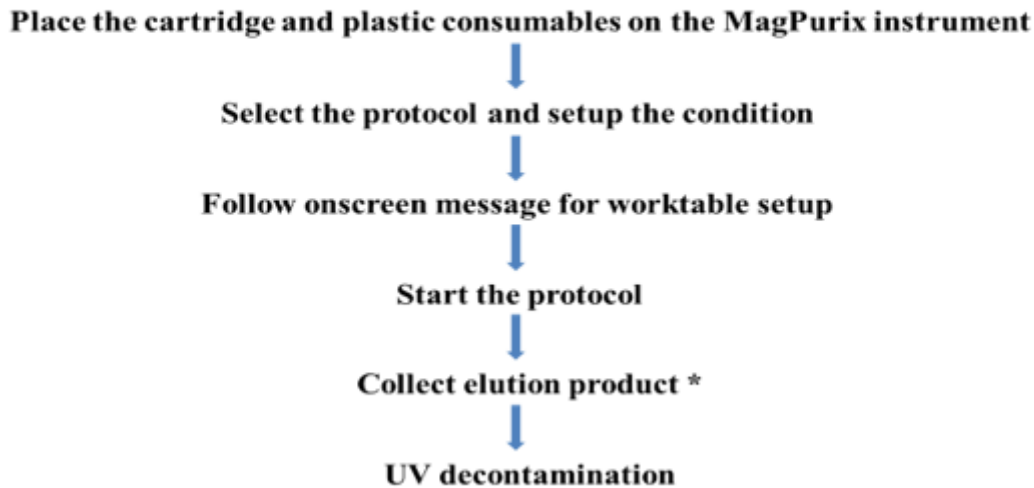 Place the cartridge and plastic consumables on the MagPurix instrument
Select the protocol and setup the condition
Follow onscreen message for worktable setup
Start the protocol
Collect elution product *
UV decontamination